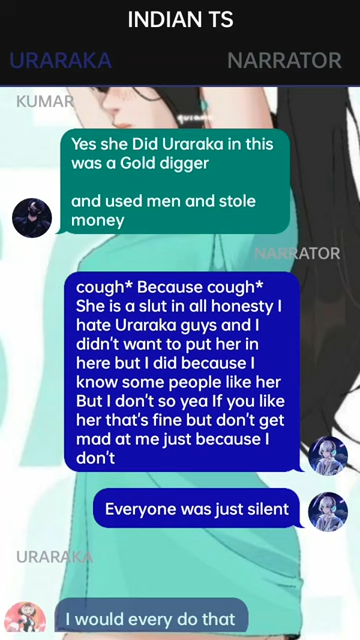 INDIAN TS
URARAKA NARRATOR
KUMAR
Yes she Did Uraraka in this
was a Gold digger
and used men and stole
money
NARRATOR
cough* Because cough*
She is a slut in all honesty I
hate Uraraka guys and I
didn't want to put her in
here but I did because I
know some people like her
But I don't so yea If you like
her that's fine but don't get
mad at me just because I
don't
Everyone was just silent
URARAKA
I would every do that